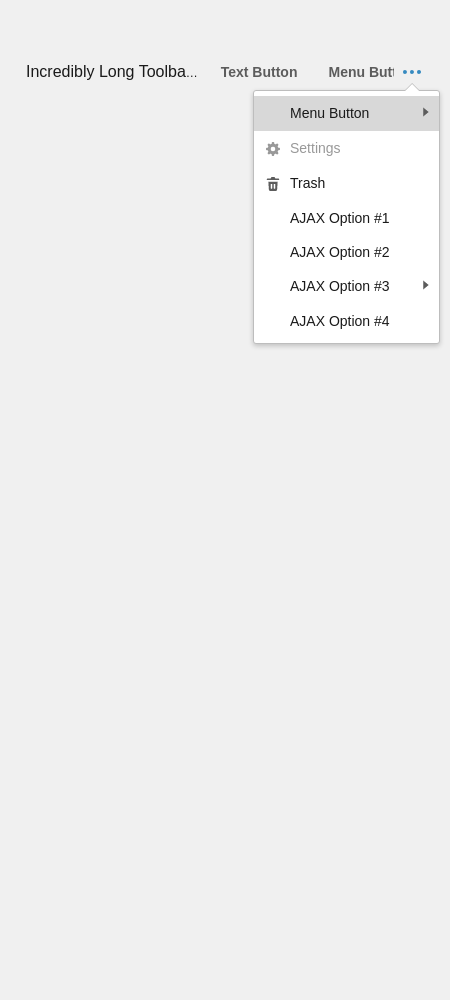 Incredibly Long Toolba... Text Button Menu But
Menu Button
Settings
Trash
AJAX Option #1
AJAX Option #2
AJAX Option #3
AJAX Option #4